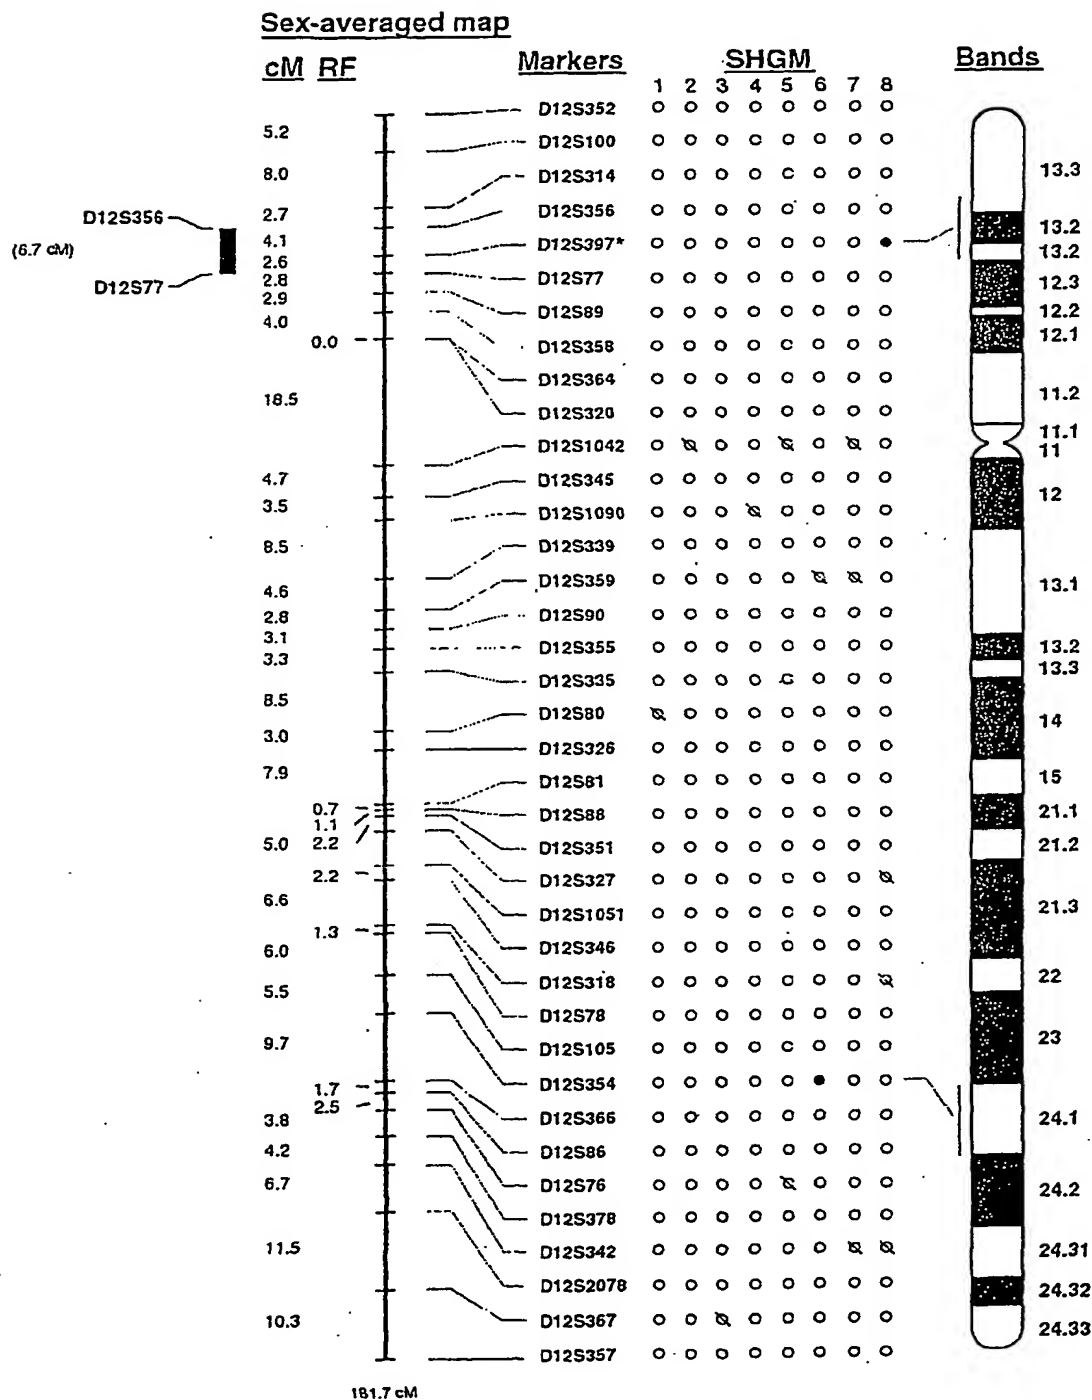 Sex-averaged map
cM RF Markers SHGM Bands
1 2 3 4 5 6 7 8
D12S352
5.2 D12S100
8.0 D12S314 13.3
D12S356 2.7 D12S356 13.2
(6.7 cM) 4.1 D12S397* 13.2
2.6
D12S77 2.8 D12S77 12.3
2.9 D12S89 12.2
4.0 12.1
0.0 D12S358
D12S364
18.5 11.2
D12S320
11.1
D12S1042 11
4.7 D12S345 12
3.5 D12S1090
8.5 D12S339
4.6 D12S359 13.1
2.8 D12S90
3.1 D12S355 13.2
3.3 13.3
8.5 D12S335
D12S80 14
3.0 D12S326
7.9 D12S81 15
0.7 D12S88 21.1
1.1
5.0 2.2 D12S351 21.2
2.2 D12S327
6.6 D12S1051 21.3
1.3 D12S346
6.0 D12S318 22
5.5 D12S78
9.7 D12S105 23
1.7 D12S354
2.5
3.8 D12S366 24.1
4.2 D12S86
6.7 D12S76 24.2
D12S378
11.5 D12S342 24.31
D12S2078 24.32
10.3 D12S367 24.33
D12S357
181.7 cM